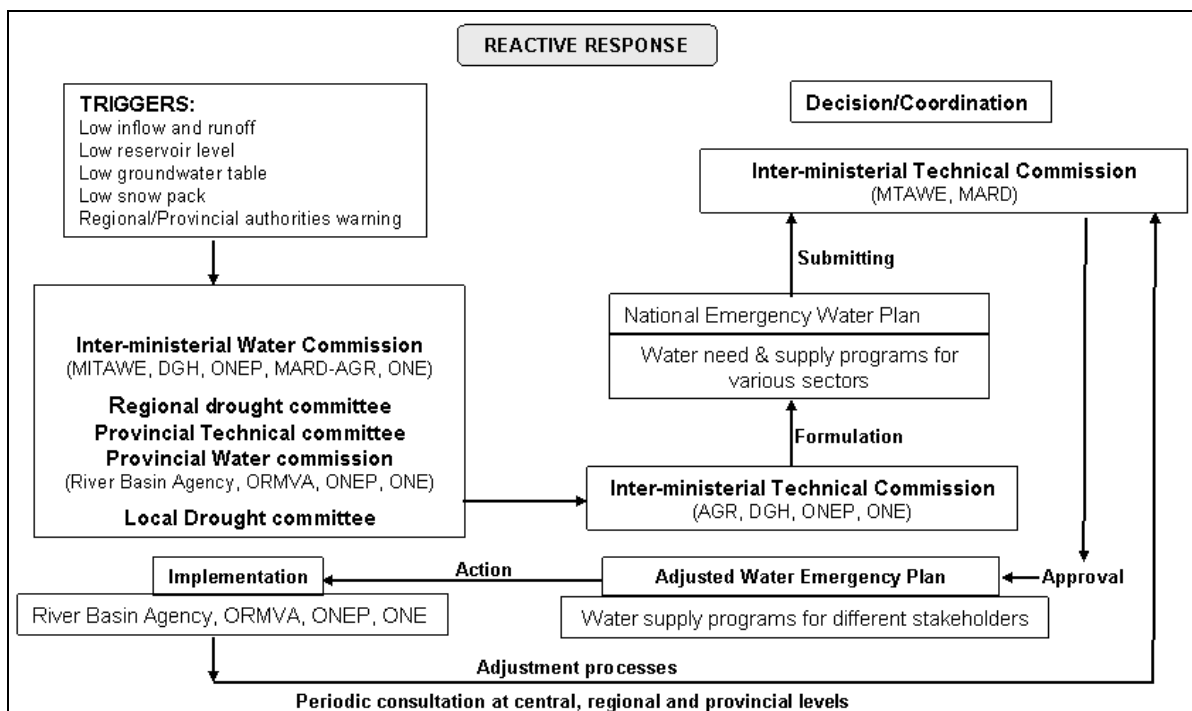 REACTIVE RESPONSE
TRIGGERS:
Low inflow and runoff
Low reservoir level
Low groundwater table
Low snow pack
Regional/Provincial authorities warning
Decision/Coordination
Inter-ministerial Technical Commission
(MTAWE, MARD)
Submitting
Inter-ministerial Water Commission
(MITAWE, DGH, ONEP, MARD-AGR, ONE)
Regional drought committee
Provincial Technical committee
Provincial Water commission
(River Basin Agency, ORMVA, ONEP, ONE)
Local Drought committee
National Emergency Water Plan
Water need & supply programs for
various sectors
Formulation
Inter-ministerial Technical Commission
(AGR, DGH, ONEP, ONE)
Implementation
River Basin Agency, ORMVA, ONEP, ONE
Action
Adjusted Water Emergency Plan
Water supply programs for different stakeholders
Approval
Adjustment processes
Periodic consultation at central, regional and provincial levels